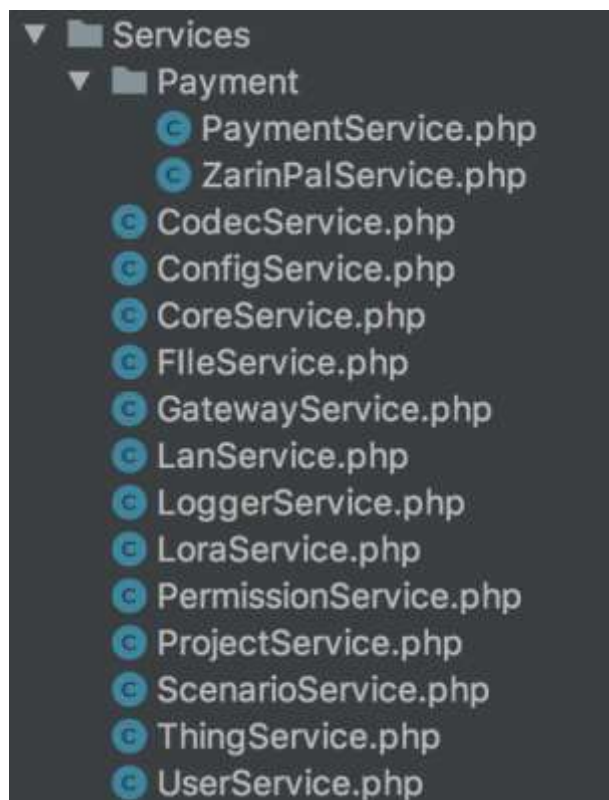 Services
Payment
PaymentService.php
ZarinPalService.php
CodecService.php
ConfigService.php
CoreService.php
FIleService.php
GatewayService.php
LanService.php
LoggerService.php
LoraService.php
PermissionService.php
ProjectService.php
ScenarioService.php
ThingService.php
UserService.php